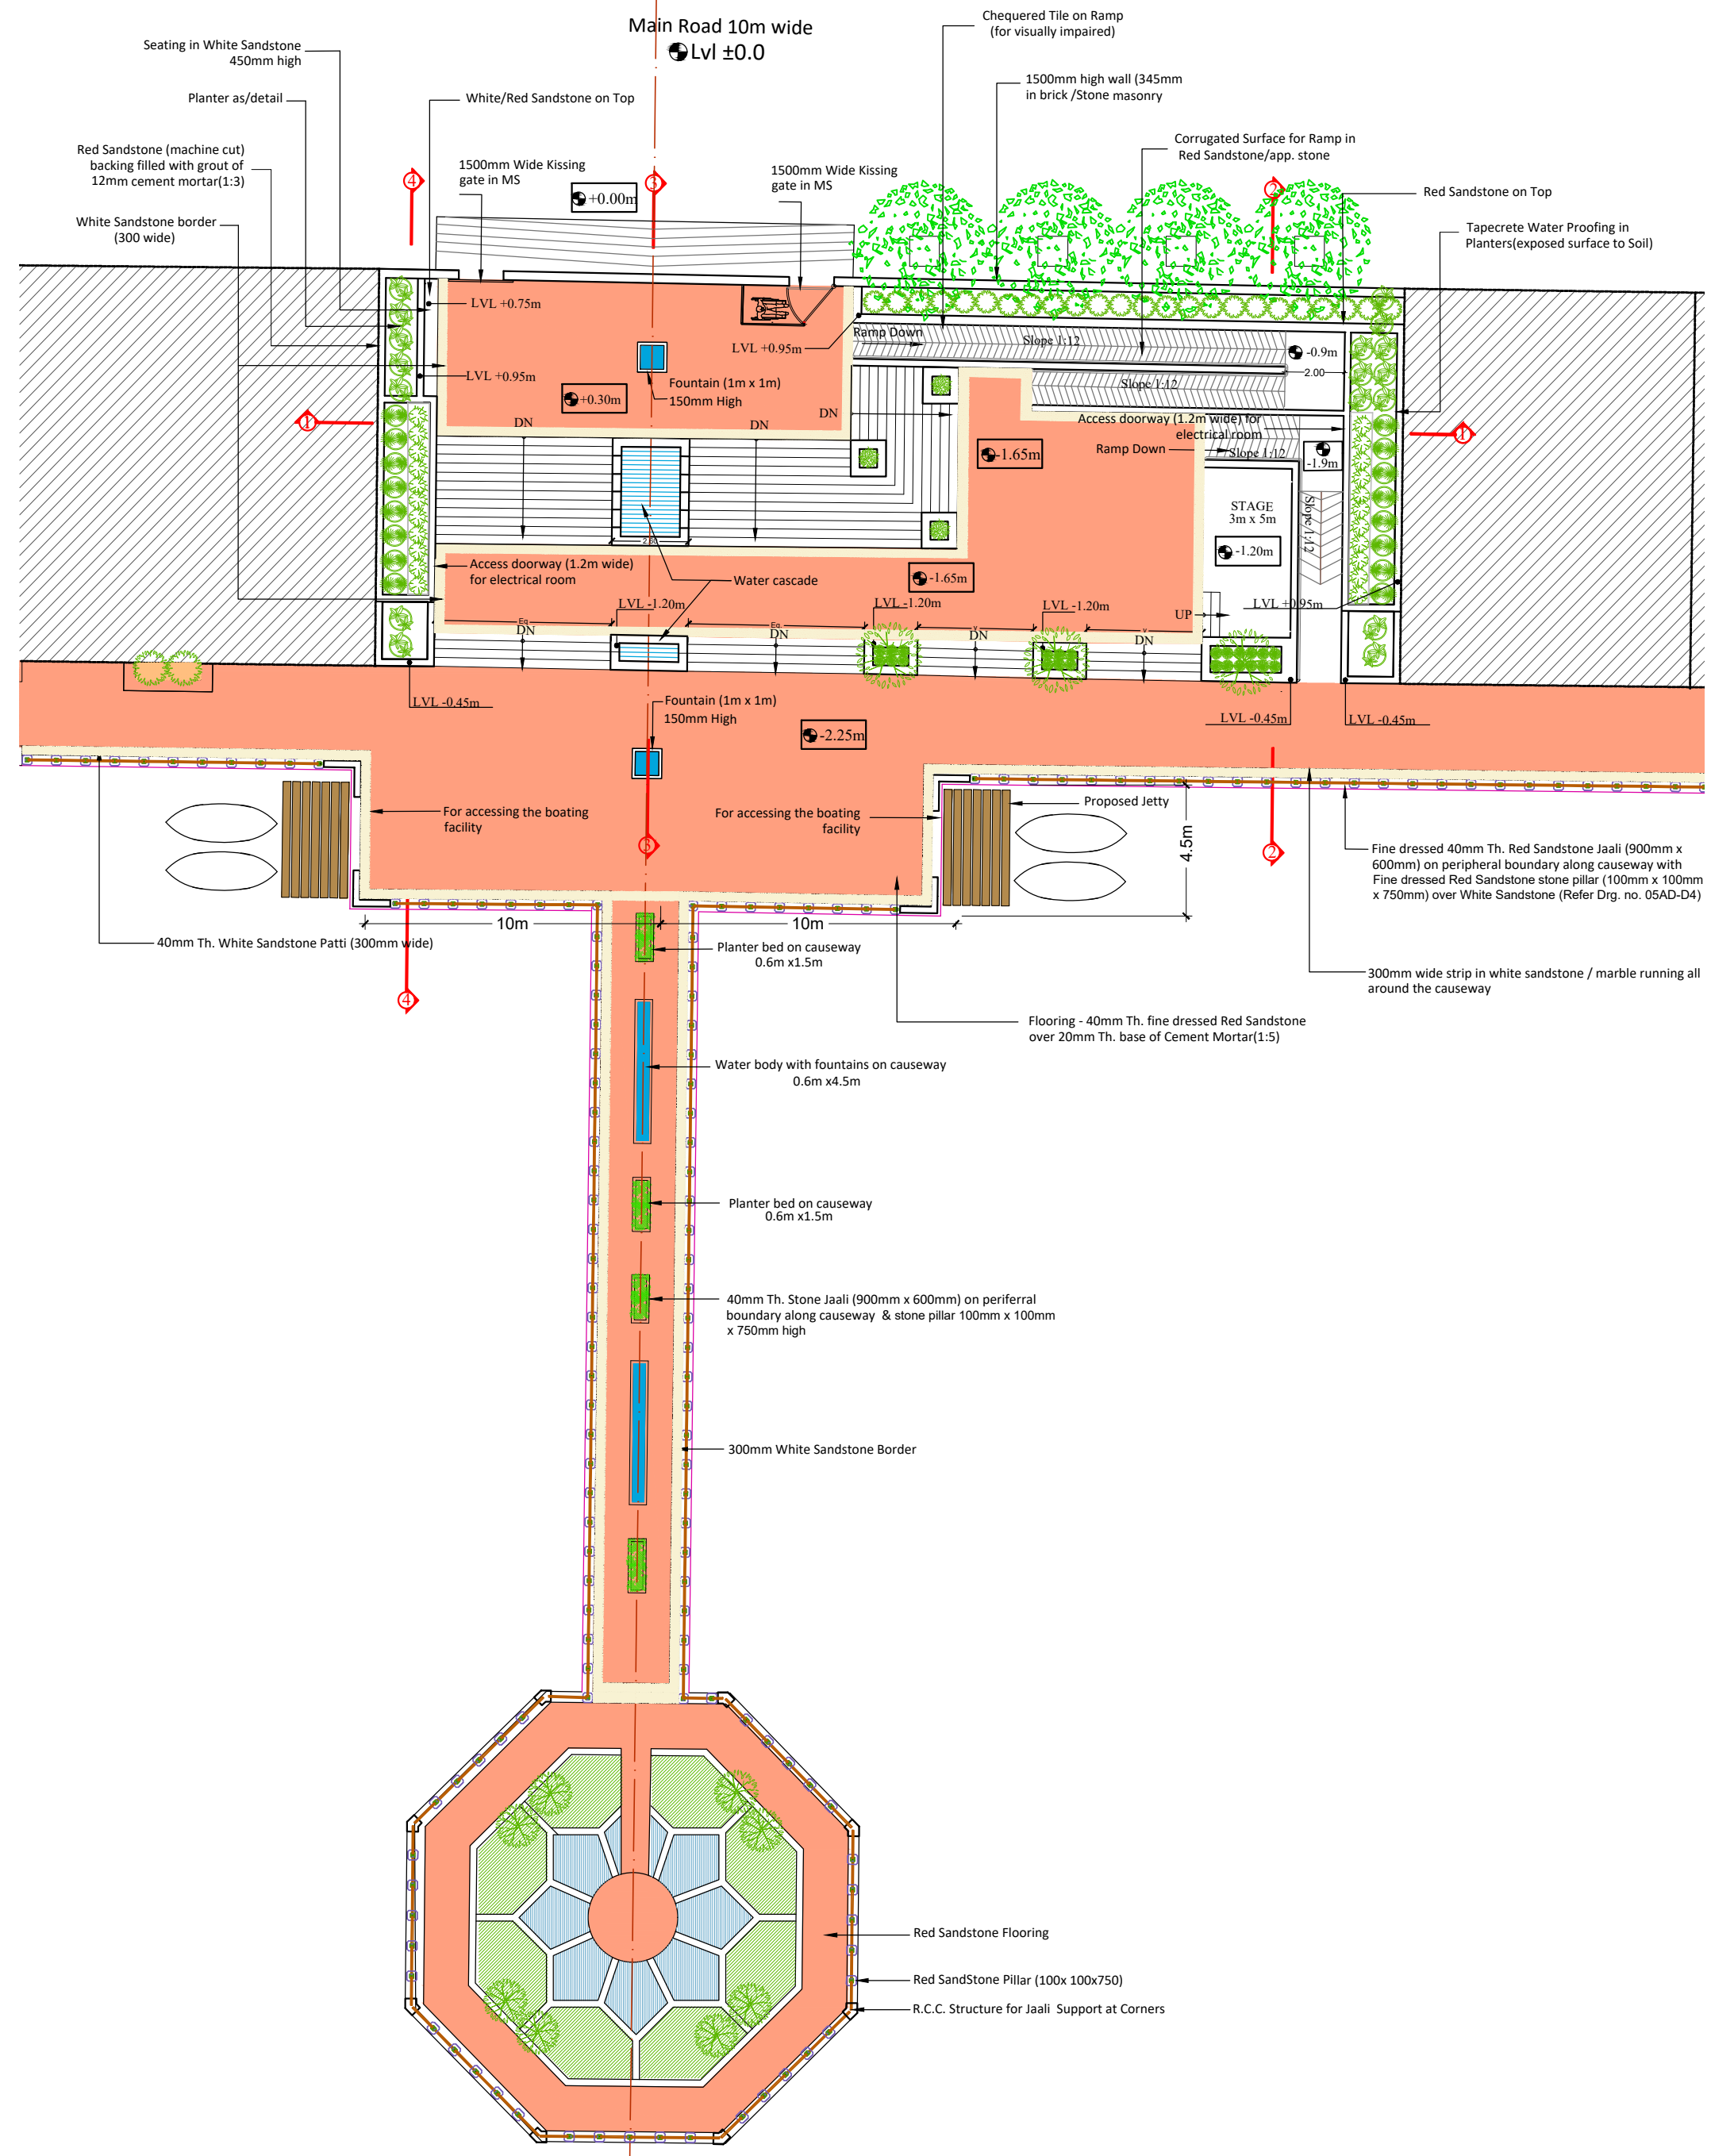 Main Road 10m wide
Lvl ±0.0
Chequered Tile on Ramp
(for visually impaired)
Seating in White Sandstone
450mm high
1500mm high wall (345mm
in brick /Stone masonry
Planter as/detail
White/Red Sandstone on Top
Corrugated Surface for Ramp in
Red Sandstone/app. stone
Red Sandstone (machine cut)
backing filled with grout of
12mm cement mortar(1:3)
1500mm Wide Kissing
gate in MS
1500mm Wide Kissing
gate in MS
4
3
2
+0.00m
Red Sandstone on Top
White Sandstone border
(300 wide)
Tapecrete Water Proofing in
Planters(exposed surface to Soil)
LVL +0.75m
Ramp Down
Slope 1:12
LVL +0.95m
-0.9m
2.00
LVL +0.95m
Fountain (1m x 1m)
150mm High
Slope 1:12
+0.30m
DN
DN
DN
Access doorway (1.2m wide) for
electrical room
1
1
-1.65m
Ramp Down
Slope 1:12
-1.9m
STAGE
3m x 5m
Slope 1:12
-1.20m
Access doorway (1.2m wide)
for electrical room
Water cascade
-1.65m
LVL -1.20m
LVL -1.20m
LVL -1.20m
LVL +0.95m
UP
Eq
DN
Eq.
DN
y
DN
y
DN
LVL -0.45m
Fountain (1m x 1m)
150mm High
LVL -0.45m
LVL -0.45m
-2.25m
For accessing the boating
facility
For accessing the boating
facility
Proposed Jetty
4.5m
3
2
Fine dressed 40mm Th. Red Sandstone Jaali (900mm x
600mm) on peripheral boundary along causeway with
Fine dressed Red Sandstone stone pillar (100mm x 100mm
x 750mm) over White Sandstone (Refer Drg. no. 05AD-D4)
10m
10m
40mm Th. White Sandstone Patti (300mm wide)
Planter bed on causeway
0.6m x1.5m
300mm wide strip in white sandstone / marble running all
around the causeway
4
Flooring - 40mm Th. fine dressed Red Sandstone
over 20mm Th. base of Cement Mortar(1:5)
Water body with fountains on causeway
0.6m x4.5m
Planter bed on causeway
0.6m x1.5m
40mm Th. Stone Jaali (900mm x 600mm) on periferral
boundary along causeway & stone pillar 100mm x 100mm
x 750mm high
300mm White Sandstone Border
Red Sandstone Flooring
Red SandStone Pillar (100x 100x750)
R.C.C. Structure for Jaali Support at Corners